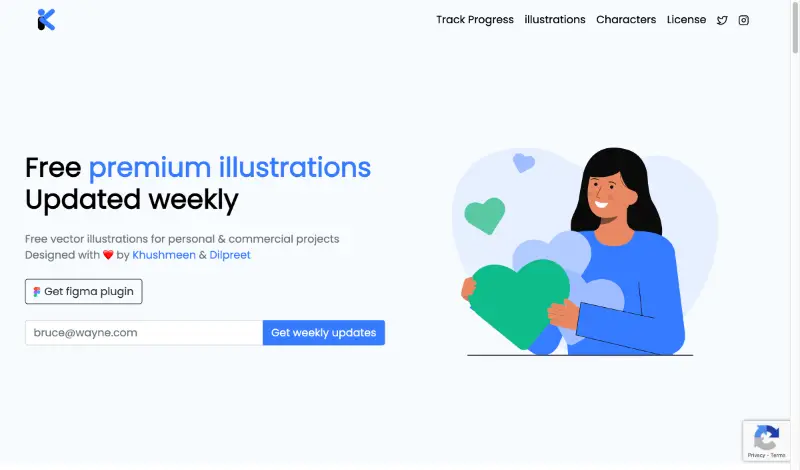 Track Progress illustrations Characters License
Free premium illustrations
Updated weekly
Free vector illustrations for personal & commercial projects
Designed with ❤️ by Khushmeen & Dilpreet
Get figma plugin
bruce@wayne.com Get weekly updates
Privacy - Terms